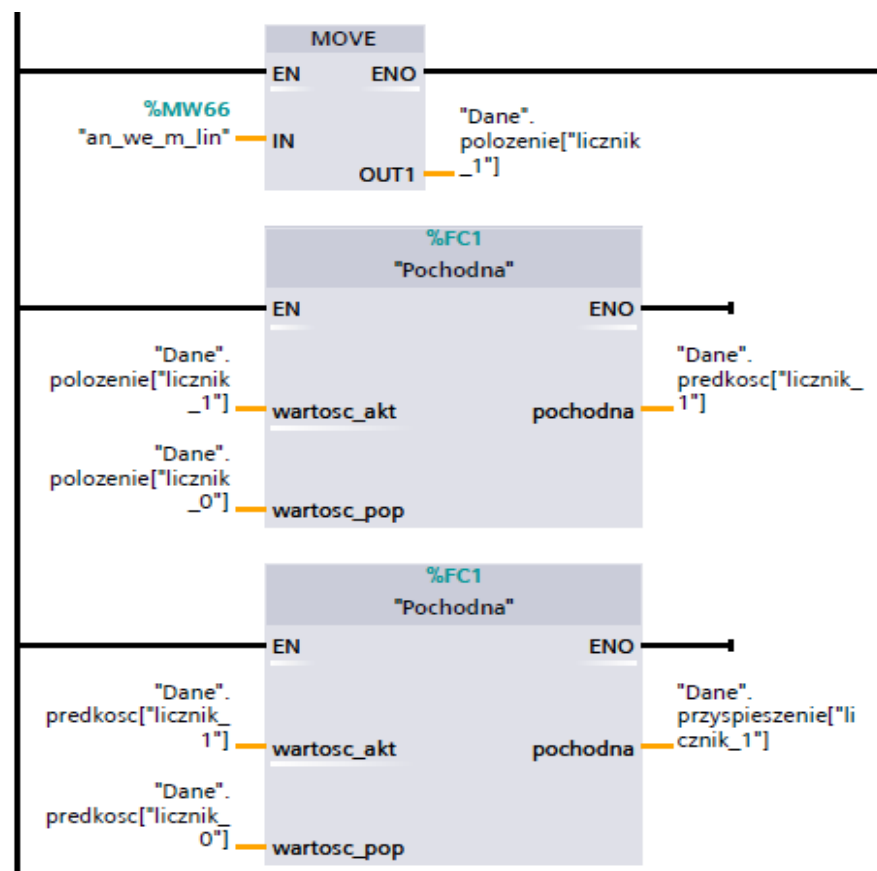 MOVE
EN ENO
%MW66
"an_we_m_lin" IN
"Dane".
polozenie["licznik
_1"]
OUT1
%FC1
"Pochodna"
EN ENO
"Dane".
polozenie["licznik
_1"]
wartosc_akt
pochodna
"Dane".
predkosc["licznik_
1"]
"Dane".
polozenie["licznik
_0"]
wartosc_pop
%FC1
"Pochodna"
EN ENO
"Dane".
predkosc["licznik_
1"]
wartosc_akt
pochodna
"Dane".
przyspieszenie["li
cznik_1"]
"Dane".
predkosc["licznik_
0"]
wartosc_pop